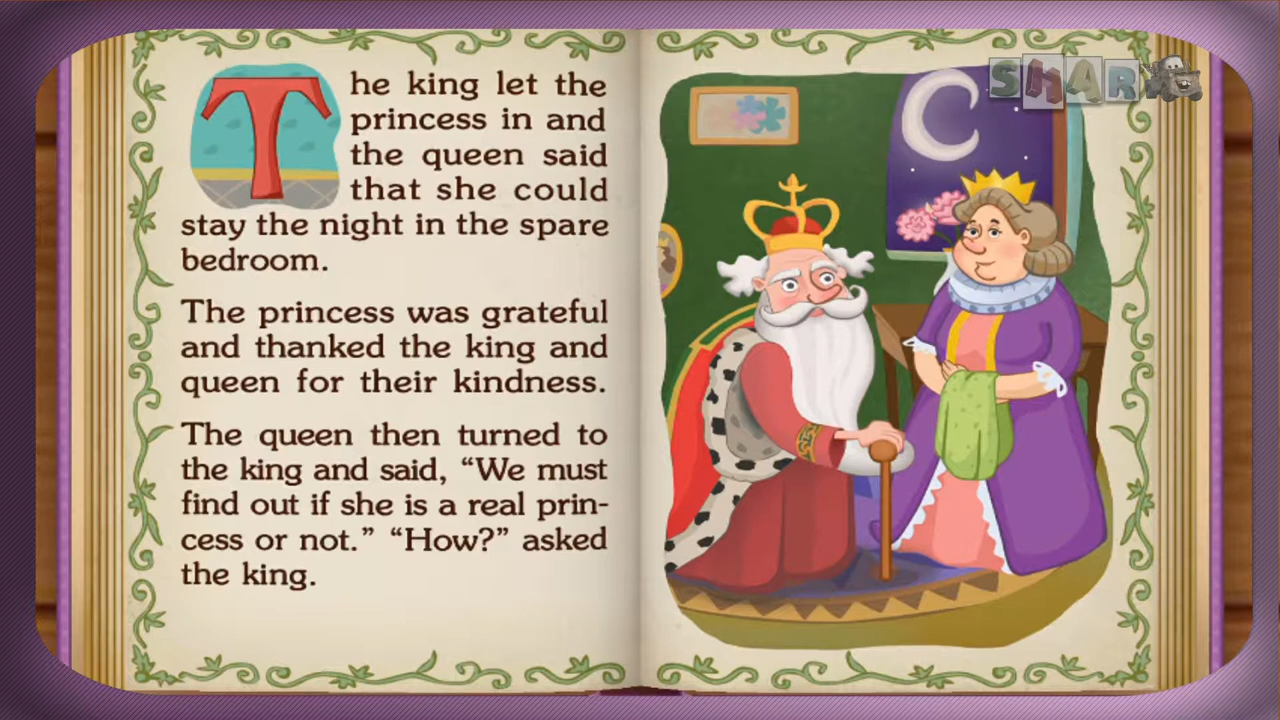 The king let the
princess in and
the queen said
that she could
stay the night in the spare
bedroom.
The princess was grateful
and thanked the king and
queen for their kindness.
The queen then turned to
the king and said, “We must
find out if she is a real prin-
cess or not.” “How?” asked
the king.
SHAR